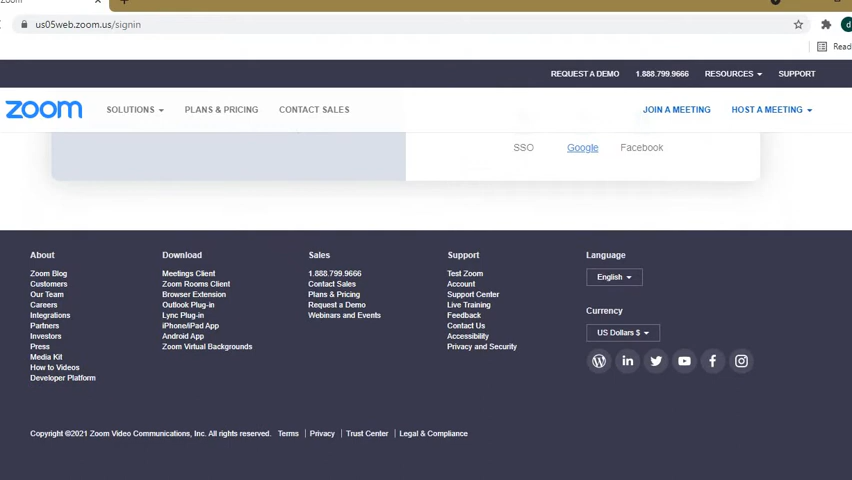 Zoom
us05web.zoom.us/signin
d
Read
REQUEST A DEMO 1.888.799.9666 RESOURCES SUPPORT
zoom SOLUTIONS PLANS & PRICING CONTACT SALES JOIN A MEETING HOST A MEETING
SSO Google Facebook
About
Zoom Blog
Customers
Our Team
Careers
Integrations
Partners
Investors
Press
Media Kit
How to Videos
Developer Platform
Download
Meetings Client
Zoom Rooms Client
Browser Extension
Outlook Plug-in
Lync Plug-in
iPhone/iPad App
Android App
Zoom Virtual Backgrounds
Sales
1.888.799.9666
Contact Sales
Plans & Pricing
Request a Demo
Webinars and Events
Support
Test Zoom
Account
Support Center
Live Training
Feedback
Contact Us
Accessibility
Privacy and Security
Language
English
Currency
US Dollars $
Copyright ©2021 Zoom Video Communications, Inc. All rights reserved. Terms | Privacy | Trust Center | Legal & Compliance